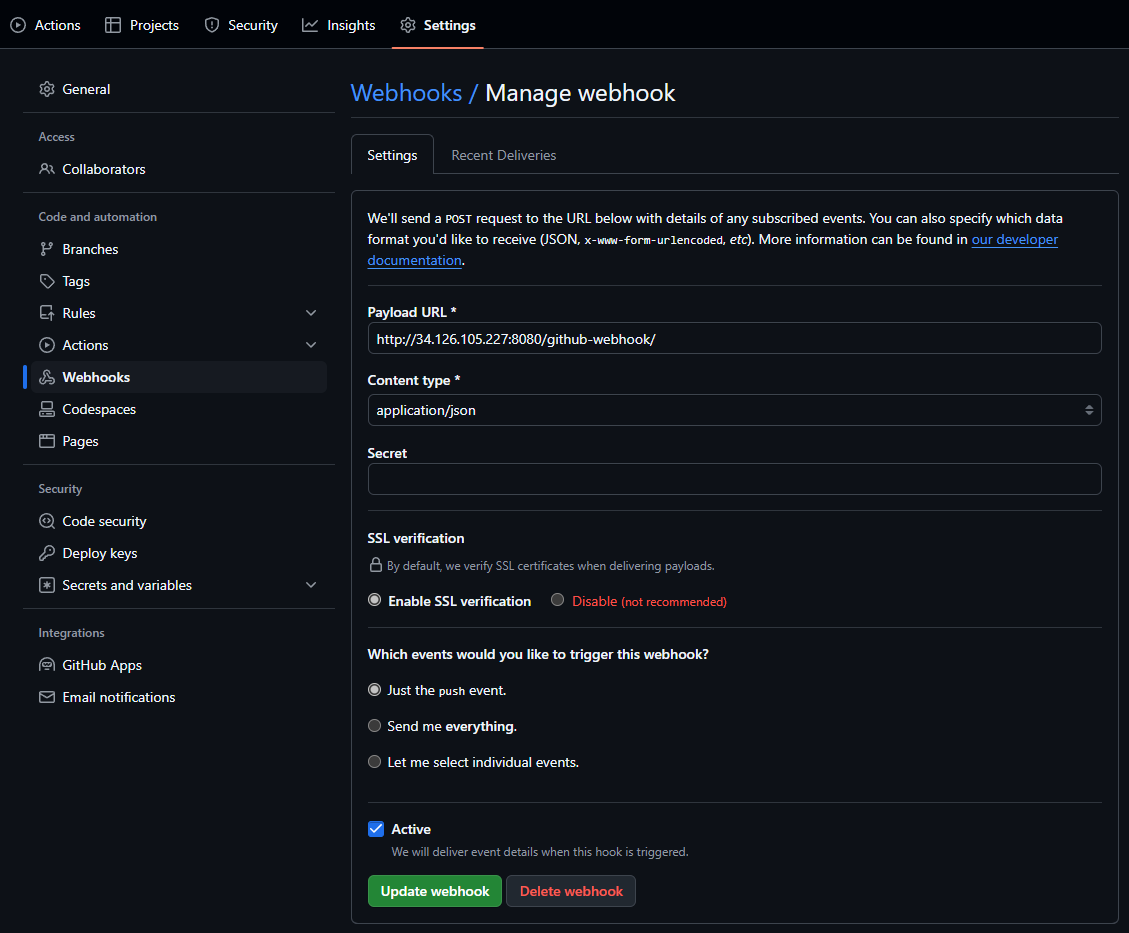 Actions
Projects
Security
Insights
Settings
General
Access
Collaborators
Code and automation
Branches
Tags
Rules
Actions
Webhooks
Codespaces
Pages
Security
Code security
Deploy keys
Secrets and variables
Integrations
GitHub Apps
Email notifications
Webhooks / Manage webhook
Settings
Recent Deliveries
We'll send a POST request to the URL below with details of any subscribed events. You can also specify which data
format you'd like to receive (JSON, x-www-form-urlencoded, etc). More information can be found in our developer
documentation.
Payload URL *
http://34.126.105.227:8080/github-webhook/
Content type *
application/json
Secret
SSL verification
By default, we verify SSL certificates when delivering payloads.
Enable SSL verification
Disable (not recommended)
Which events would you like to trigger this webhook?
Just the push event.
Send me everything.
Let me select individual events.
Active
We will deliver event details when this hook is triggered.
Update webhook
Delete webhook